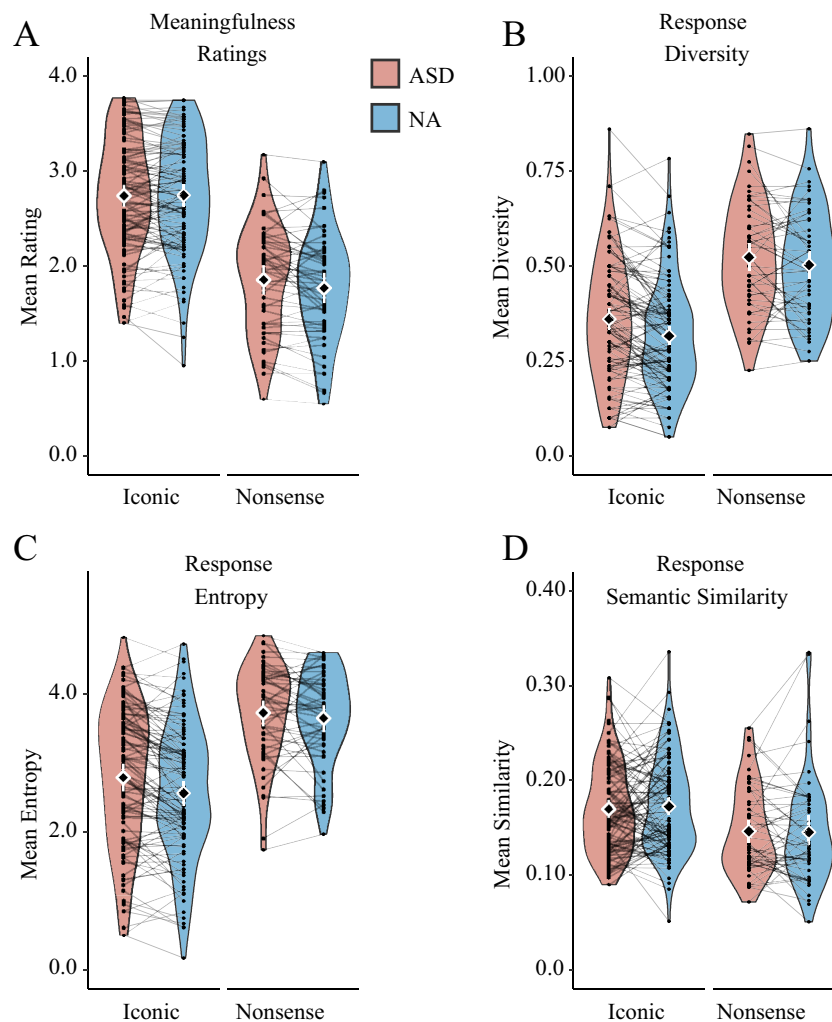 A
Meaningfulness
Ratings
ASD
NA
4.0
3.0
2.0
1.0
0.0
Mean Rating
Iconic
Nonsense
B
Response
Diversity
1.00
0.75
0.50
0.25
0.00
Mean Diversity
Iconic
Nonsense
C
Response
Entropy
4.0
2.0
0.0
Mean Entropy
Iconic
Nonsense
D
Response
Semantic Similarity
0.40
0.30
0.20
0.10
0.0
Mean Similarity
Iconic
Nonsense